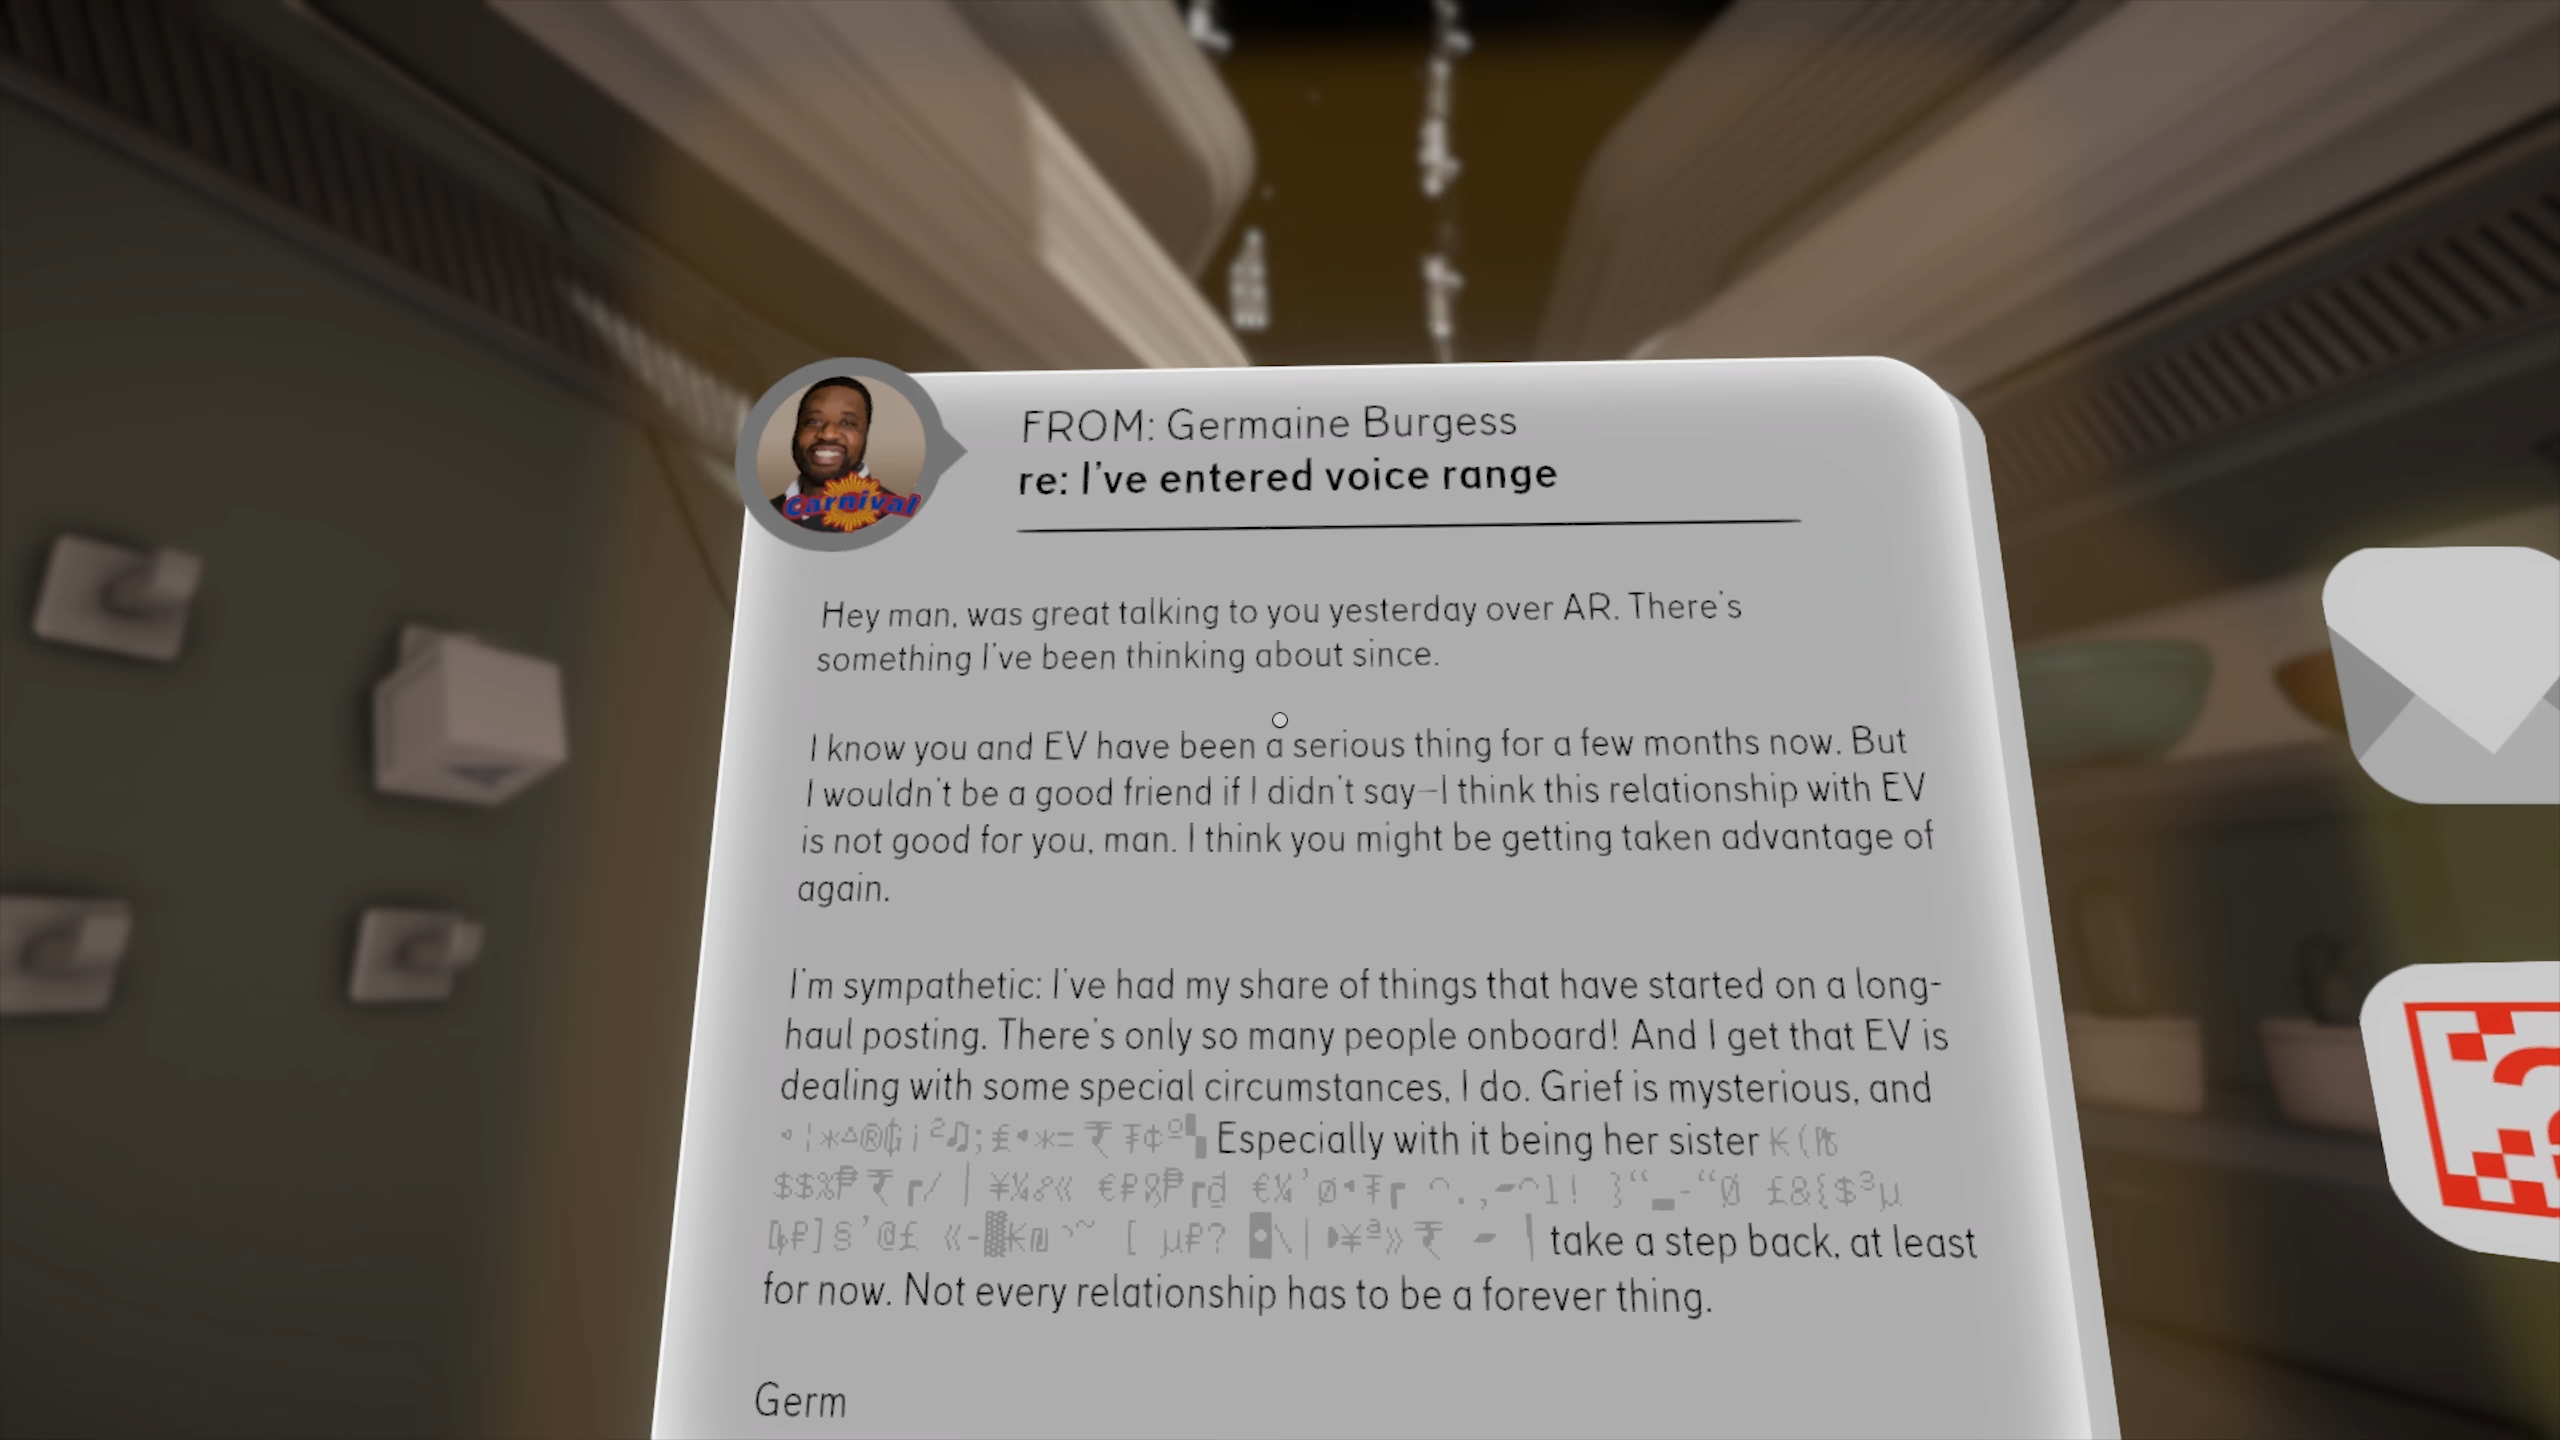 Carnival
FROM: Germaine Burgess
re: I've entered voice range
Hey man, was great talking to you yesterday over AR. There's
something I've been thinking about since.
I know you and EV have been a serious thing for a few months now. But
I wouldn't be a good friend if I didn't say—I think this relationship with EV
is not good for you, man. I think you might be getting taken advantage of
again.
I'm sympathetic: I've had my share of things that have started on a long-
haul posting. There's only so many people onboard! And I get that EV is
dealing with some special circumstances, I do. Grief is mysterious, and
Especially with it being her sister
take a step back, at least
for now. Not every relationship has to be a forever thing.
Germ